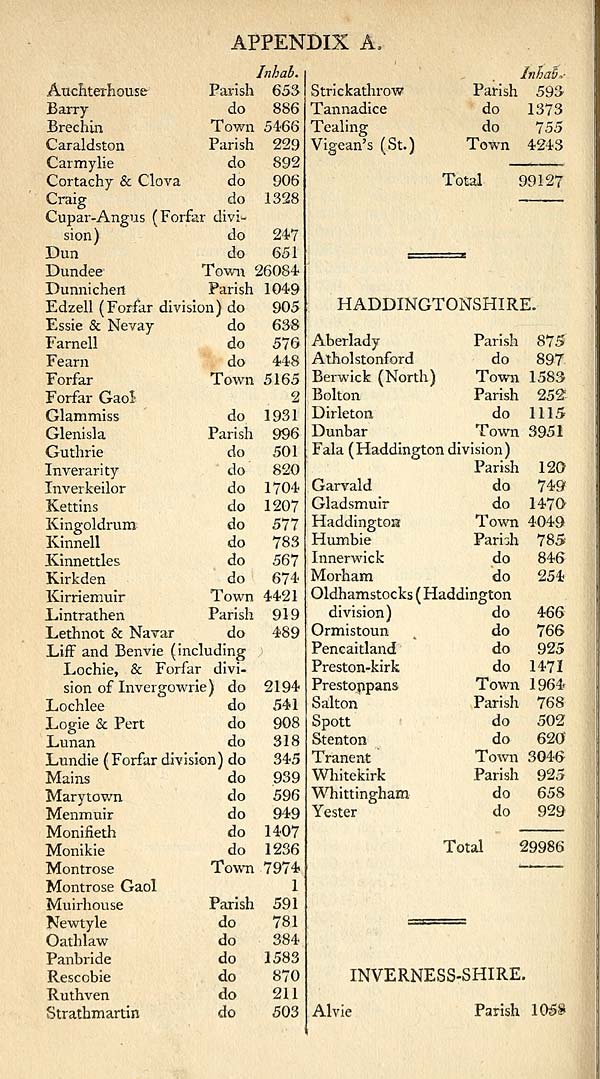 APPENDIX A.
Inhab.
Auchterhouse Parish 653
Barry do 886
Brechin Town 5466
Caraldston Parish 229
Carmylie do 892
Cortachy & Clova do 906
Craig do 1328
Cupar-Angus (Forfar divi-
sion) do 247
Dun do 651
Dundee Town 26084
Dunnichen Parish 1049
Edzell (Forfar division) do 905
Essie & Nevay do 638
Farnell do 576
Fearn do 448
Forfar Town 5165
Forfar Gaol 2
Glammiss do 1931
Glenisla Parish 996
Guthrie do 501
Inverarity do 820
Inverkeilor do 1704
Kettins do 1207
Kingoldrum do 577
Kinnell do 783
Kinnettles do 567
Kirkden do 674
Kirriemuir Town 4421
Lintrathen Parish 919
Lethnot & Navar do 489
Liff and Benvie (including
Lochie, & Forfar divi-
sion of Invergowrie) do 2194
Lochlee do 541
Logie & Pert do 908
Lunan do 318
Lundie (Forfar division) do 345
Mains do 939
Marytown do 596
Menmuir do 949
Monifieth do 1407
Monikie do 1236
Montrose Town 7974
Montrose Gaol 1
Muirhouse Parish 591
Newtyle do 781
Oathlaw do 384
Panbride do 1583
Rescobie do 870
Ruthven do 211
Strathmartin do 503
Inhab.
Strickathrow Parish 593
Tannadice do 1373
Tealing do 755
Vigean's (St.) Town 4243
Total 99127
HADDINGTONSHIRE.
Aberlady Parish 875
Atholstonford do 897
Berwick (North) Town 1583
Bolton Parish 252
Dirleton do 1115
Dunbar Town 3951
Fala (Haddington division)
Parish 120
Garvald do 749
Gladsmuir do 1470
Haddington Town 4049
Humbie Parish 785
Innerwick do 846
Morham do 254
Oldhamstocks (Haddington
division) do 466
Ormistoun do 766
Pencaitland do 925
Preston-kirk do 1471
Prestonpans Town 1964
Salton Parish 768
Spott do 502
Stenton do 620
Tranent Town 3046
Whitekirk Parish 925
Whittingham do 658
Yester do 929
Total 29986
INVERNESS-SHIRE.
Alvie Parish 1058